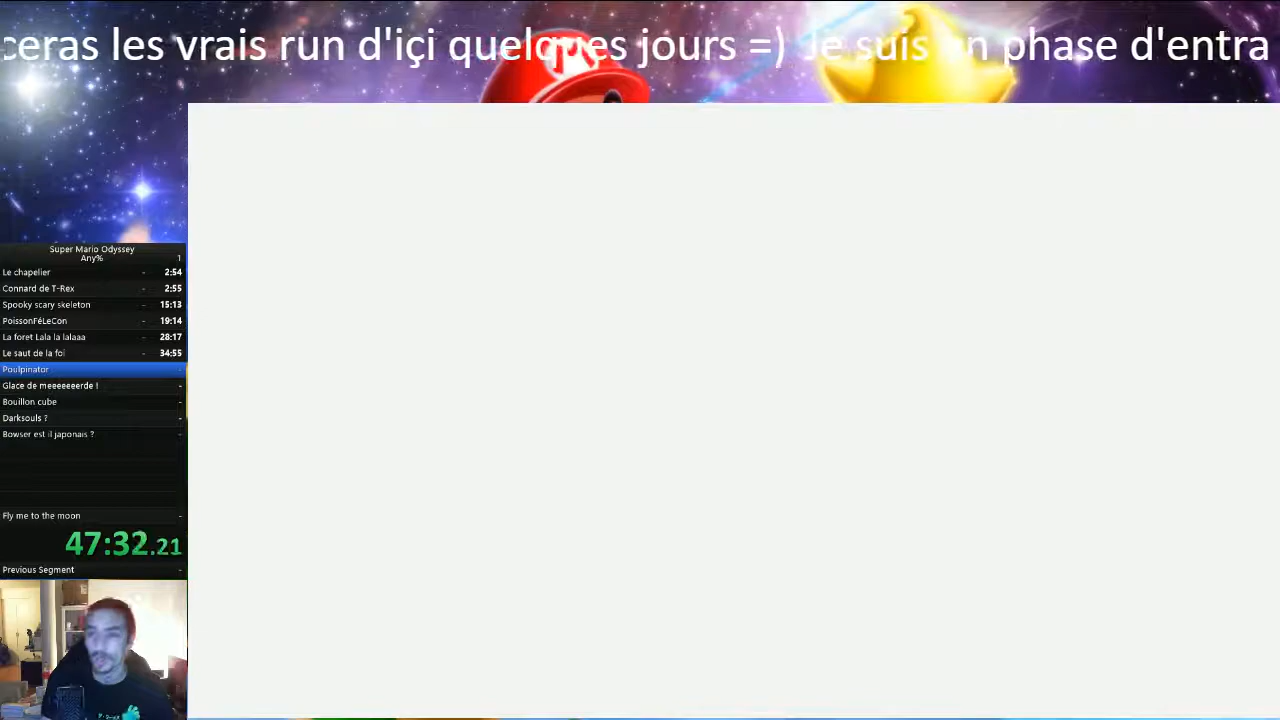 ceras les vrais run d'içi quelques jours =) Je suis en phase d'entra
Super Mario Odyssey
Any% 1
Le chapelier - 2:54
Connard de T-Rex - 2:55
Spooky scary skeleton - 15:13
PoissonFéLeCon - 19:14
La foret Lala la lalaaa - 28:17
Le saut de la foi - 34:55
Poulpinator -
Glace de meeeeeeerde ! -
Bouillon cube -
Darksouls ? -
Bowser est il japonais ? -
Fly me to the moon -
47:32.21
Previous Segment -